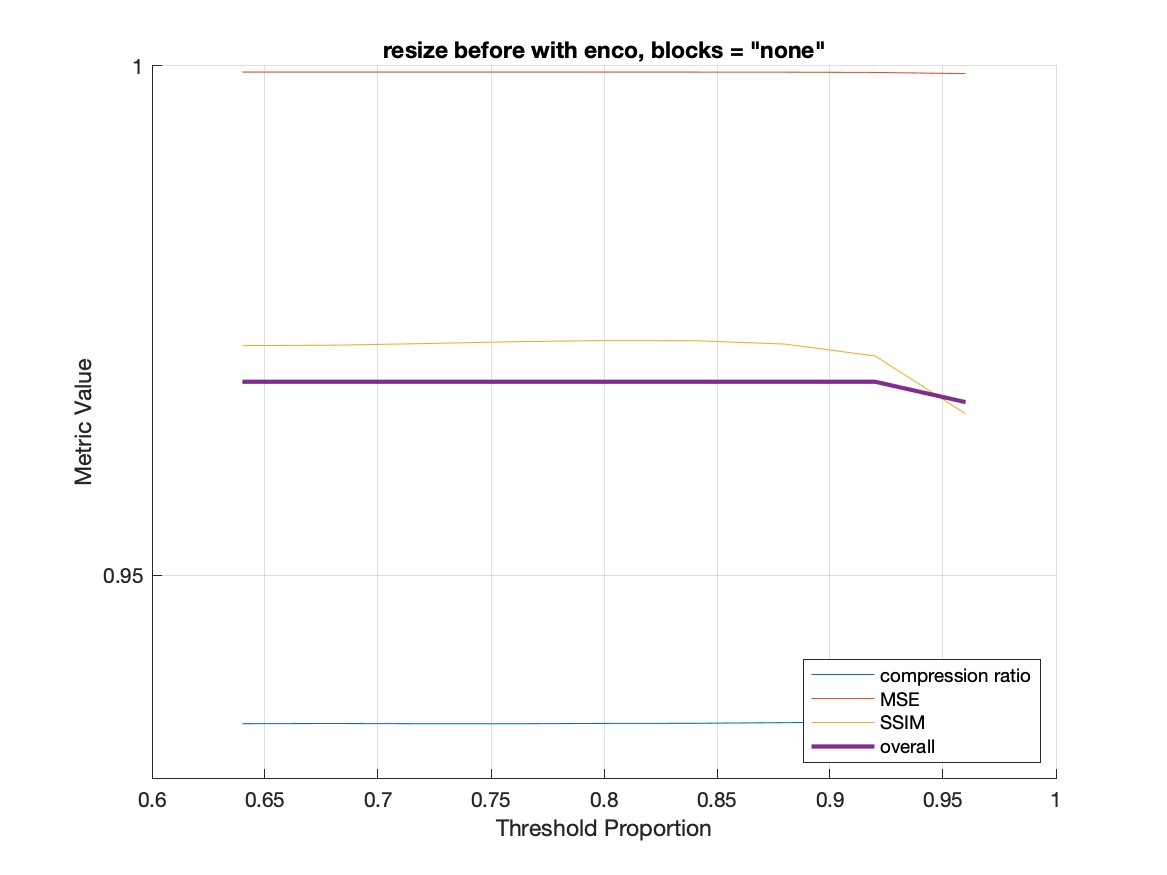 resize before with enco, blocks = "none"
1
0.95
Metric Value
compression ratio
MSE
SSIM
overall
0.6 0.65 0.7 0.75 0.8 0.85 0.9 0.95 1
Threshold Proportion